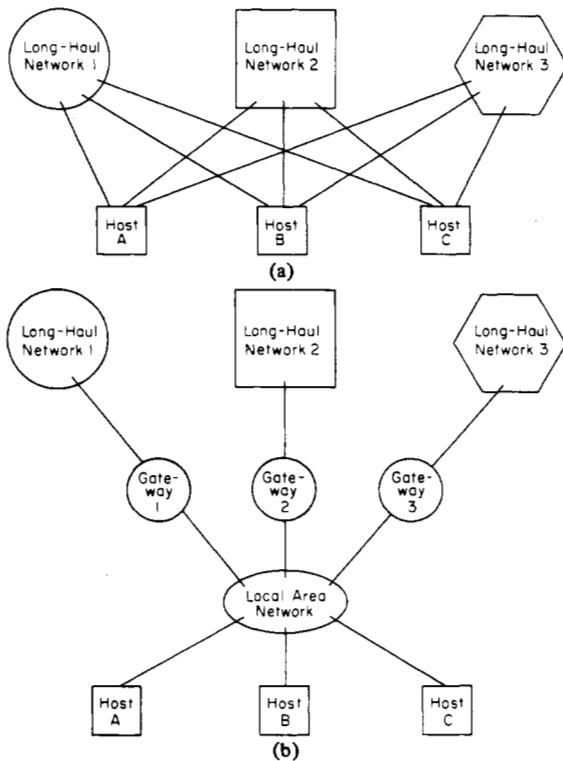 Long-Haul
Network 1
Long-Haul
Network 2
Long-Haul
Network 3
Host
A
Host
B
Host
C
(a)
Long-Haul
Network 1
Long-Haul
Network 2
Long-Haul
Network 3
Gate-
way
1
Gate-
way
2
Gate-
way
3
Local Area
Network
Host
A
Host
B
Host
C
(b)